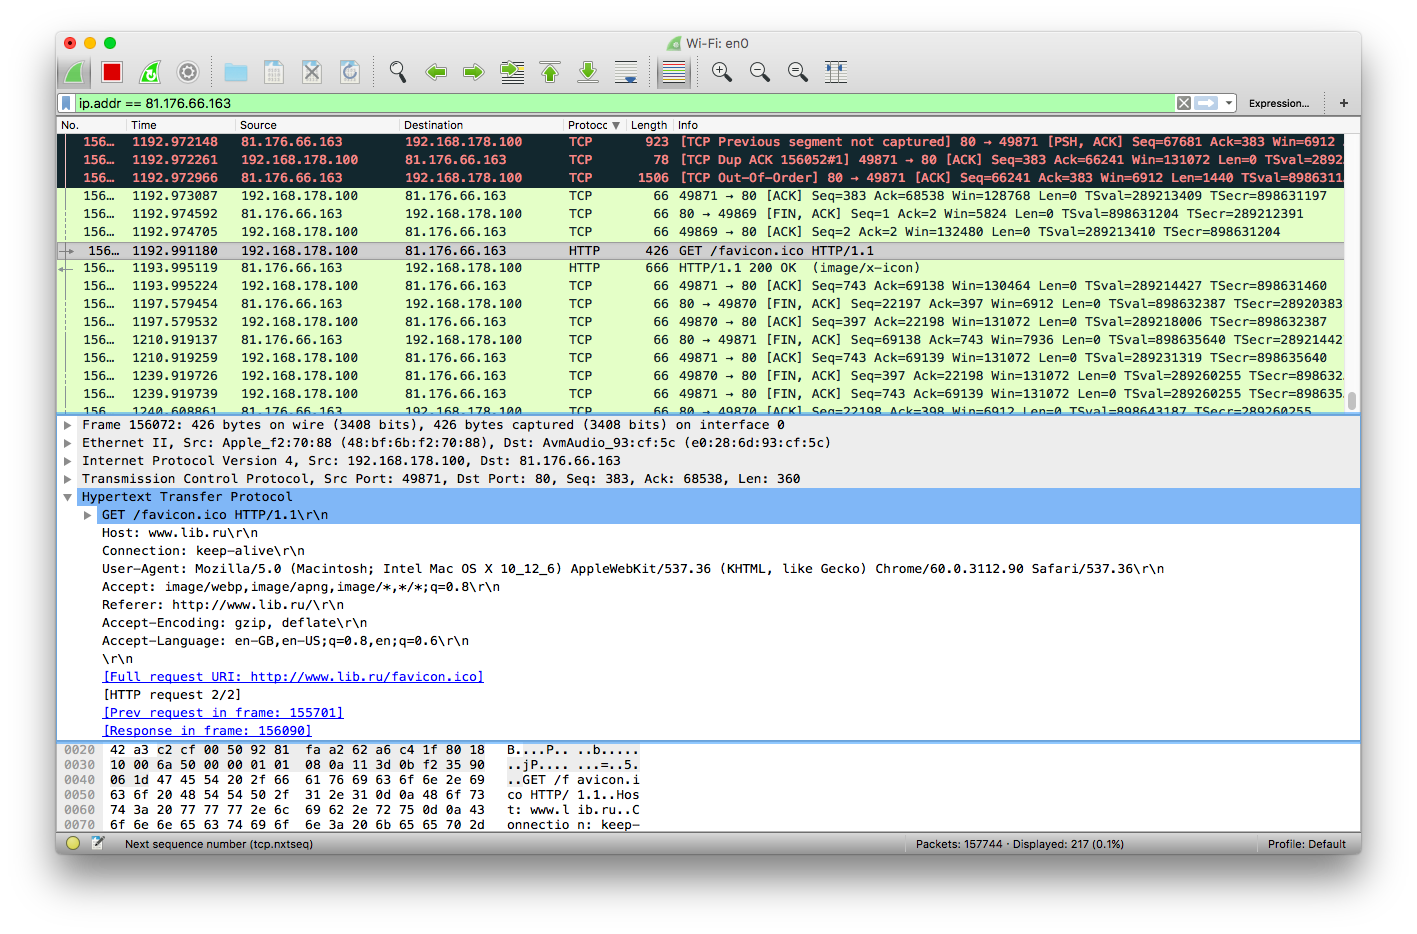 Wi-Fi: en0
ip.addr == 81.176.66.163 Expression... +
No. Time Source Destination Protocc Length Info
156… 1192.972148 81.176.66.163 192.168.178.100 TCP 923 [TCP Previous segment not captured] 80 → 49871 [PSH, ACK] Seq=67681 Ack=383 Win=6912
156… 1192.972261 192.168.178.100 81.176.66.163 TCP 78 [TCP Dup ACK 156052#1] 49871 → 80 [ACK] Seq=383 Ack=66241 Win=131072 Len=0 TSval=2892
156… 1192.972966 81.176.66.163 192.168.178.100 TCP 1506 [TCP Out-Of-Order] 80 → 49871 [ACK] Seq=66241 Ack=383 Win=6912 Len=1440 TSval=8986311
156… 1192.973087 192.168.178.100 81.176.66.163 TCP 66 49871 → 80 [ACK] Seq=383 Ack=68538 Win=128768 Len=0 TSval=289213409 TSecr=898631197
156… 1192.974592 81.176.66.163 192.168.178.100 TCP 66 80 → 49869 [FIN, ACK] Seq=1 Ack=2 Win=5824 Len=0 TSval=898631204 TSecr=289212391
156… 1192.974705 192.168.178.100 81.176.66.163 TCP 66 49869 → 80 [ACK] Seq=2 Ack=2 Win=132480 Len=0 TSval=289213410 TSecr=898631204
156… 1192.991180 192.168.178.100 81.176.66.163 HTTP 426 GET /favicon.ico HTTP/1.1
156… 1193.995119 81.176.66.163 192.168.178.100 HTTP 666 HTTP/1.1 200 OK  (image/x-icon)
156… 1193.995224 192.168.178.100 81.176.66.163 TCP 66 49871 → 80 [ACK] Seq=743 Ack=69138 Win=130464 Len=0 TSval=289214427 TSecr=898631460
156… 1197.579454 81.176.66.163 192.168.178.100 TCP 66 80 → 49870 [FIN, ACK] Seq=22197 Ack=397 Win=6912 Len=0 TSval=898632387 TSecr=28920383
156… 1197.579532 192.168.178.100 81.176.66.163 TCP 66 49870 → 80 [ACK] Seq=397 Ack=22198 Win=131072 Len=0 TSval=289218006 TSecr=898632387
156… 1210.919137 81.176.66.163 192.168.178.100 TCP 66 80 → 49871 [FIN, ACK] Seq=69138 Ack=743 Win=7936 Len=0 TSval=898635640 TSecr=28921442
156… 1210.919259 192.168.178.100 81.176.66.163 TCP 66 49871 → 80 [ACK] Seq=743 Ack=69139 Win=131072 Len=0 TSval=289231319 TSecr=898635640
156… 1239.919726 192.168.178.100 81.176.66.163 TCP 66 49870 → 80 [FIN, ACK] Seq=397 Ack=22198 Win=131072 Len=0 TSval=289260255 TSecr=898632
156… 1239.919739 192.168.178.100 81.176.66.163 TCP 66 49871 → 80 [FIN, ACK] Seq=743 Ack=69139 Win=131072 Len=0 TSval=289260255 TSecr=898635
156… 1240.608861 81.176.66.163 192.168.178.100 TCP 66 80 → 49870 [ACK] Seq=22198 Ack=398 Win=6912 Len=0 TSval=898643187 TSecr=289260255
Frame 156072: 426 bytes on wire (3408 bits), 426 bytes captured (3408 bits) on interface 0
Ethernet II, Src: Apple_f2:70:88 (48:bf:6b:f2:70:88), Dst: AvmAudio_93:cf:5c (e0:28:6d:93:cf:5c)
Internet Protocol Version 4, Src: 192.168.178.100, Dst: 81.176.66.163
Transmission Control Protocol, Src Port: 49871, Dst Port: 80, Seq: 383, Ack: 68538, Len: 360
Hypertext Transfer Protocol
GET /favicon.ico HTTP/1.1\r\n
Host: www.lib.ru\r\n
Connection: keep-alive\r\n
User-Agent: Mozilla/5.0 (Macintosh; Intel Mac OS X 10_12_6) AppleWebKit/537.36 (KHTML, like Gecko) Chrome/60.0.3112.90 Safari/537.36\r\n
Accept: image/webp,image/apng,image/*,*/*;q=0.8\r\n
Referer: http://www.lib.ru/\r\n
Accept-Encoding: gzip, deflate\r\n
Accept-Language: en-GB,en-US;q=0.8,en;q=0.6\r\n
\r\n
[Full request URI: http://www.lib.ru/favicon.ico]
[HTTP request 2/2]
[Prev request in frame: 155701]
[Response in frame: 156090]
0020 42 a3 c2 cf 00 50 92 81 fa a2 62 a6 c4 1f 80 18 B....P.. ..b.....
0030 10 00 6a 50 00 00 01 01 08 0a 11 3d 0b f2 35 90 ..jP.... ...=..5.
0040 06 1d 47 45 54 20 2f 66 61 76 69 63 6f 6e 2e 69 ..GET /f avicon.i
0050 63 6f 20 48 54 54 50 2f 31 2e 31 0d 0a 48 6f 73 co HTTP/ 1.1..Hos
0060 74 3a 20 77 77 77 2e 6c 69 62 2e 72 75 0d 0a 43 t: www.l ib.ru..C
0070 6f 6e 6e 65 63 74 69 6f 6e 3a 20 6b 65 65 70 2d onnectio n: keep-
Next sequence number (tcp.nxtseq) Packets: 157744 · Displayed: 217 (0.1%) Profile: Default